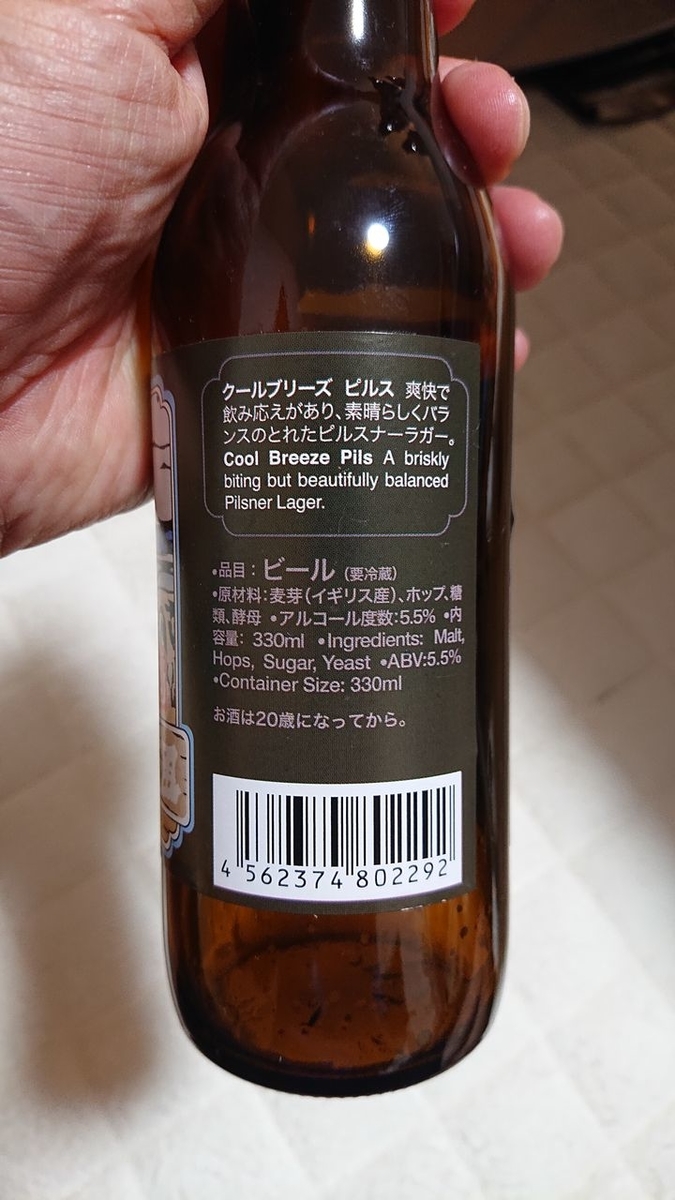 クールブリーズ ピルス 爽快で
飲み応えがあり、素晴らしくバラ
ンスのとれたピルスナーラガー。
Cool Breeze Pils A briskly
biting but beautifully balanced
Pilsner Lager.
•品目：ビール（要冷蔵）
•原材料：麦芽（イギリス産）、ホップ、糖
類、酵母 •アルコール度数：5.5% •内
容量：330ml •Ingredients: Malt,
Hops, Sugar, Yeast •ABV:5.5%
•Container Size: 330ml
お酒は20歳になってから。
4 562374 802292